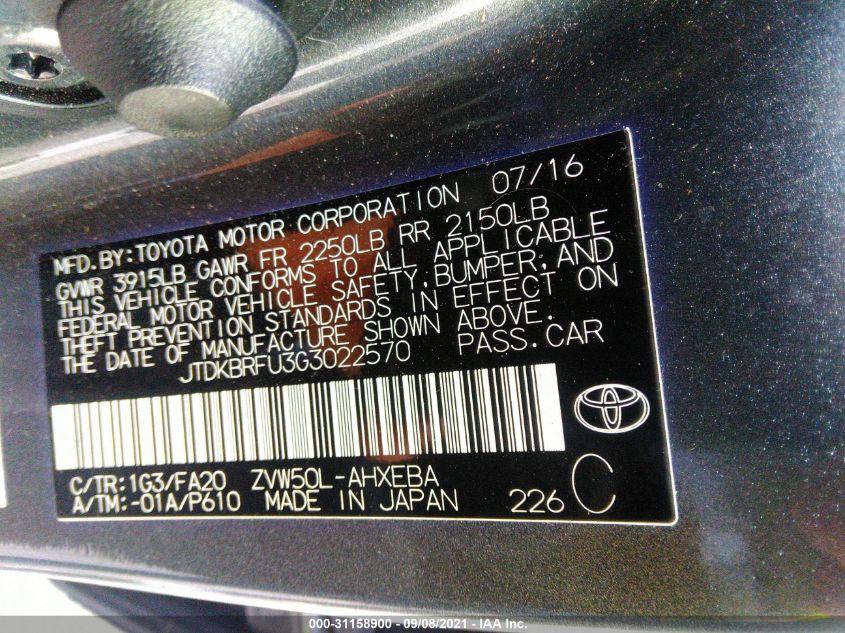 MFD.BY:TOYOTA MOTOR CORPORATION 07/16
GVWR 3915LB GAWR FR 2250LB RR 2150LB
THIS VEHICLE CONFORMS TO ALL APPLICABLE
FEDERAL MOTOR VEHICLE SAFETY,BUMPER,AND
THEFT PREVENTION STANDARDS IN EFFECT ON
THE DATE OF MANUFACTURE SHOWN ABOVE.
JTDKBRFU3G3022570 PASS.CAR
C/TR:1G3/FA20 ZVW50L-AHXEBA
A/TM:-01A/P610 MADE IN JAPAN 226 C
000-31158900 - 09/08/2021 - IAA Inc.